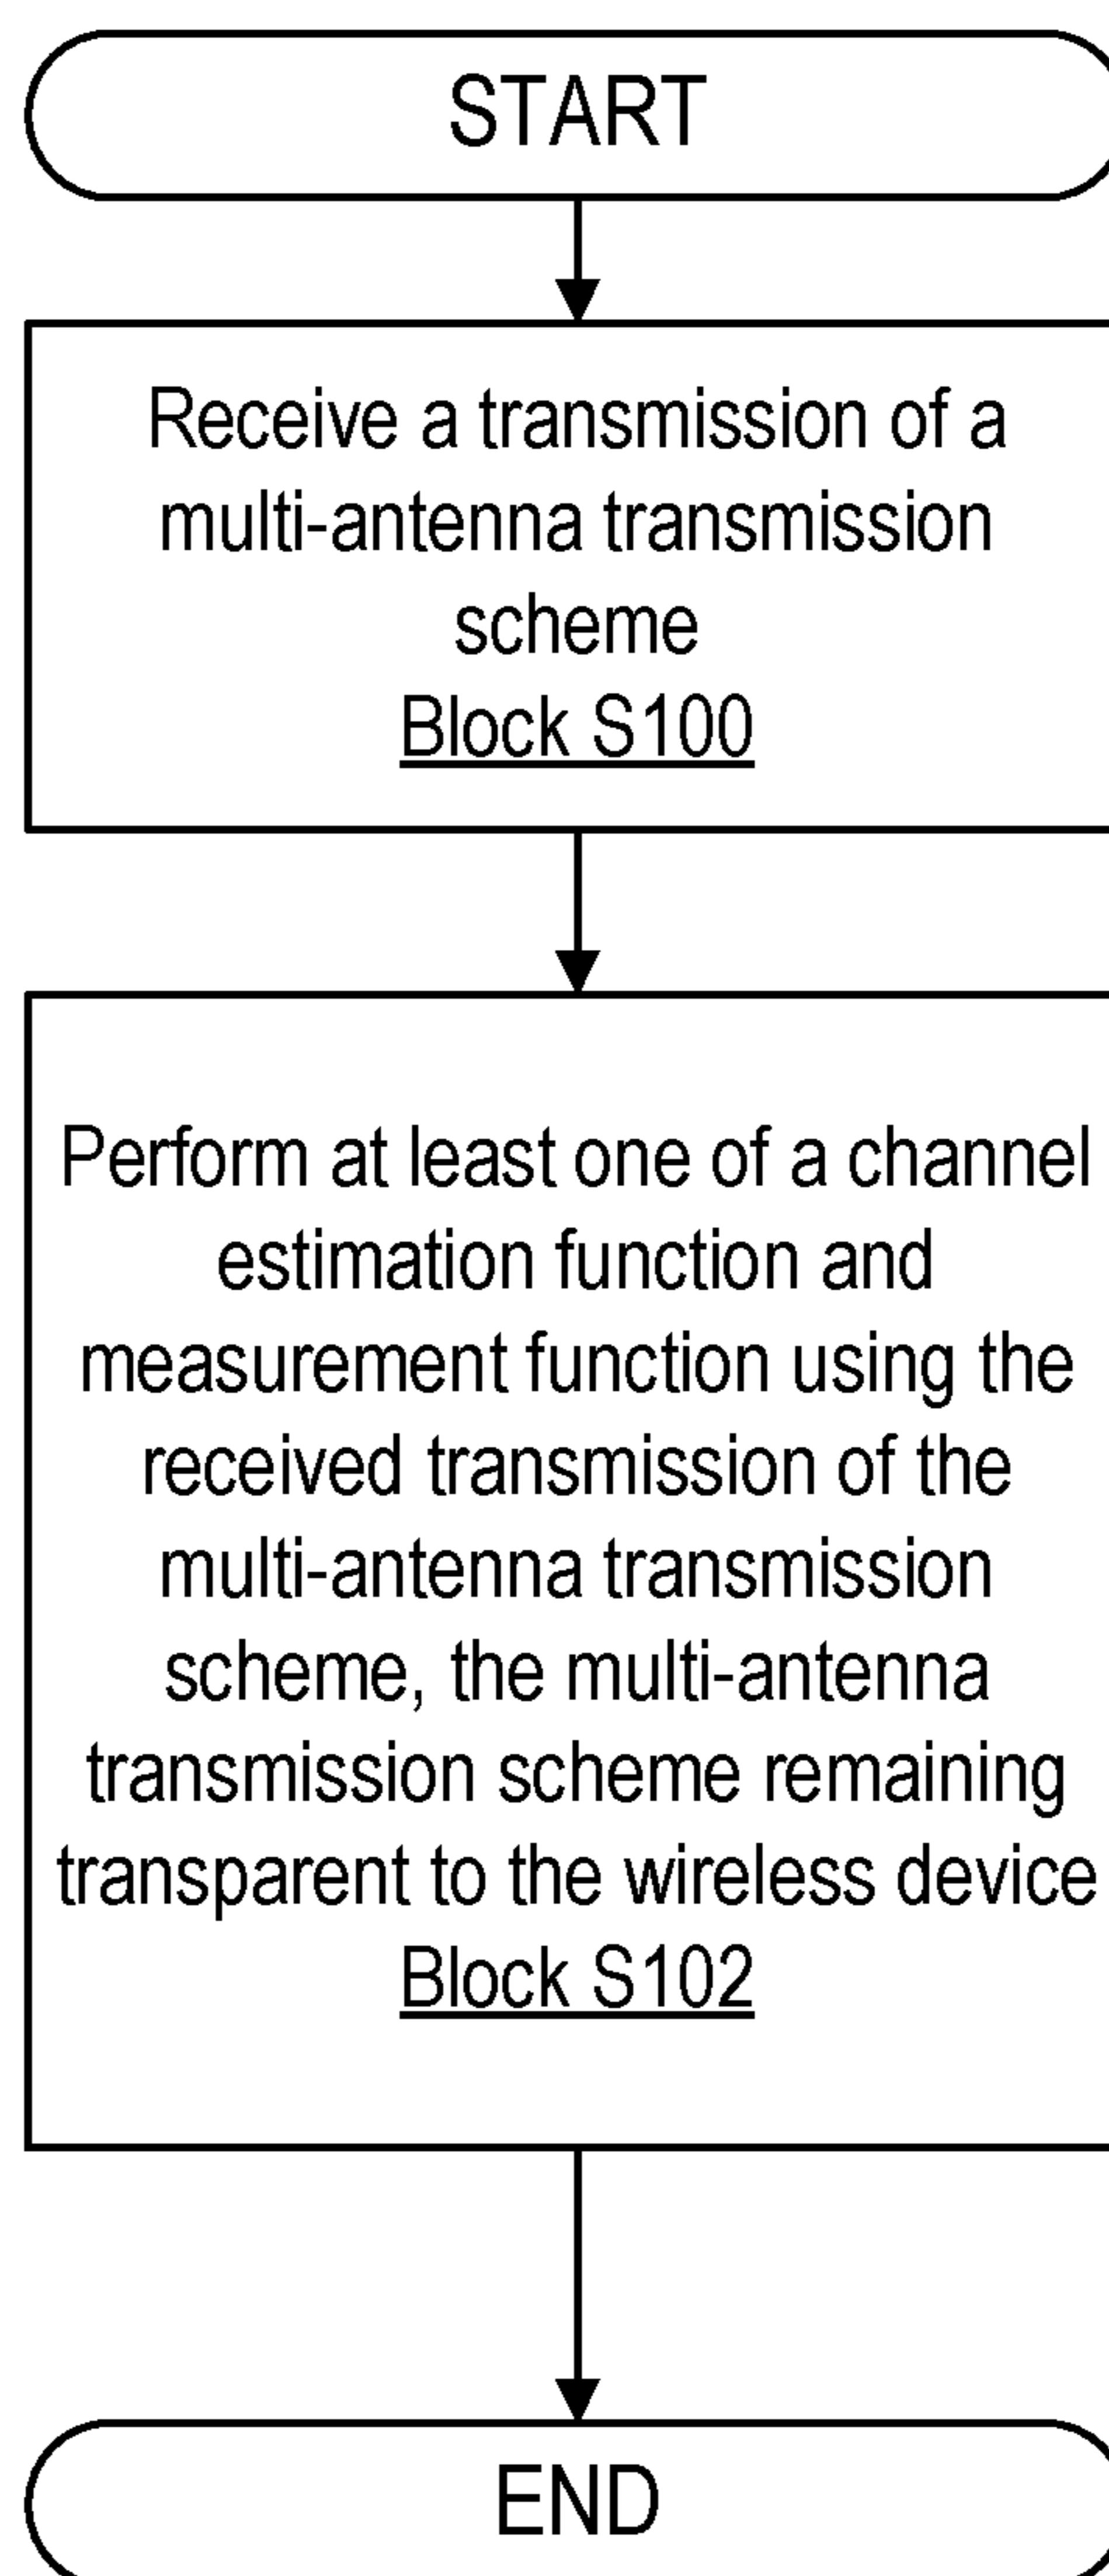 START
Receive a transmission of a
multi-antenna transmission
scheme
Block S100
Perform at least one of a channel
estimation function and
measurement function using the
received transmission of the
multi-antenna transmission
scheme, the multi-antenna
transmission scheme remaining
transparent to the wireless device
Block S102
END